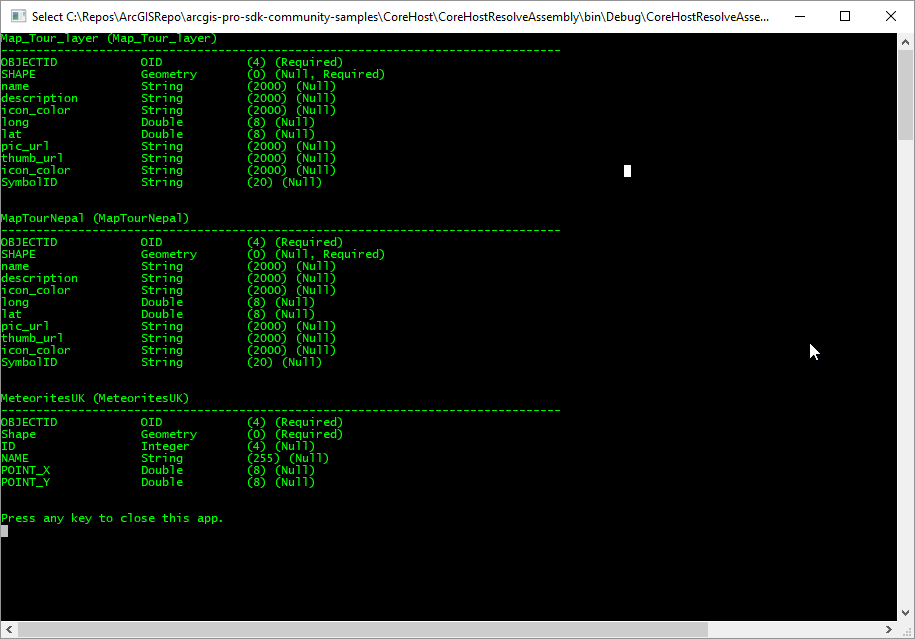 Select C:\Repos\ArcGISRepo\arcgis-pro-sdk-community-samples\CoreHost\CoreHostResolveAssembly\bin\Debug\CoreHostResolveAsse...
Map_Tour_layer (Map_Tour_layer)
--------------------------------------------------------------------------------
OBJECTID            OID            (4) (Required)
SHAPE               Geometry       (0) (Null, Required)
name                String         (2000) (Null)
description         String         (2000) (Null)
icon_color          String         (2000) (Null)
long                Double         (8) (Null)
lat                 Double         (8) (Null)
pic_url             String         (2000) (Null)
thumb_url           String         (2000) (Null)
icon_color          String         (2000) (Null)
SymbolID            String         (20) (Null)
MapTourNepal (MapTourNepal)
--------------------------------------------------------------------------------
OBJECTID            OID            (4) (Required)
SHAPE               Geometry       (0) (Null, Required)
name                String         (2000) (Null)
description         String         (2000) (Null)
icon_color          String         (2000) (Null)
long                Double         (8) (Null)
lat                 Double         (8) (Null)
pic_url             String         (2000) (Null)
thumb_url           String         (2000) (Null)
icon_color          String         (2000) (Null)
SymbolID            String         (20) (Null)
MeteoritesUK (MeteoritesUK)
--------------------------------------------------------------------------------
OBJECTID            OID            (4) (Required)
Shape               Geometry       (0) (Required)
ID                  Integer        (4) (Null)
NAME                String         (255) (Null)
POINT_X             Double         (8) (Null)
POINT_Y             Double         (8) (Null)
Press any key to close this app.